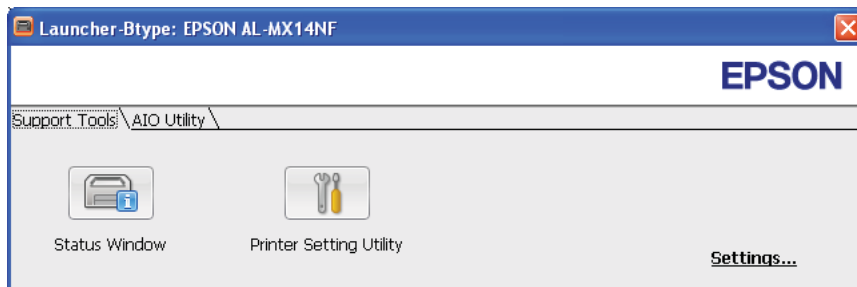 Launcher-Btype: EPSON AL-MX14NF
EPSON
Support Tools AIO Utility
Status Window Printer Setting Utility
Settings...